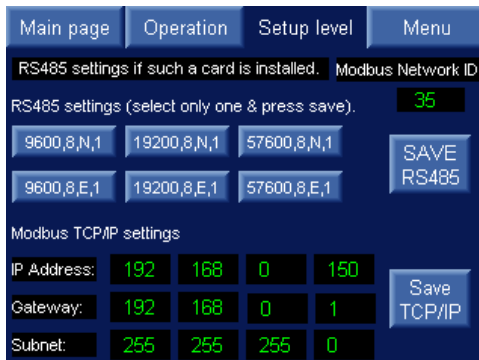 Main page Operation Setup level Menu
RS485 settings if such a card is installed. Modbus Network ID
RS485 settings (select only one & press save). 35
9600,8,N,1 19200,8,N,1 57600,8,N,1
SAVE
RS485
9600,8,E,1 19200,8,E,1 57600,8,E,1
Modbus TCP/IP settings
IP Address: 192 168 0 150
Gateway: 192 168 0 1
Save
TCP/IP
Subnet: 255 255 255 0